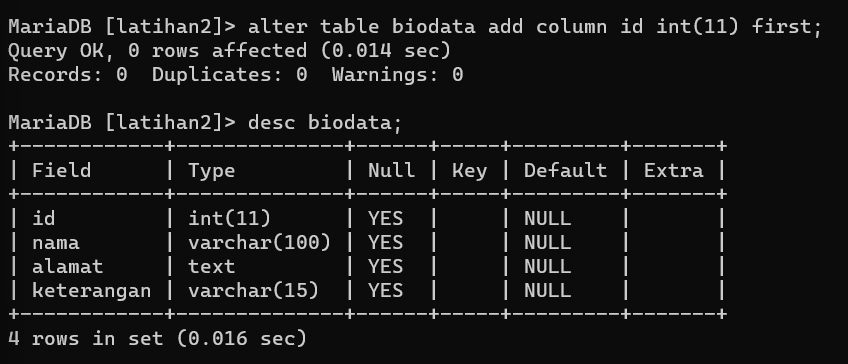 MariaDB [latihan2]> alter table biodata add column id int(11) first;
Query OK, 0 rows affected (0.014 sec)
Records: 0  Duplicates: 0  Warnings: 0

MariaDB [latihan2]> desc biodata;
+------------+--------------+------+-----+---------+-------+
| Field      | Type         | Null | Key | Default | Extra |
+------------+--------------+------+-----+---------+-------+
| id         | int(11)      | YES  |     | NULL    |       |
| nama       | varchar(100) | YES  |     | NULL    |       |
| alamat     | text         | YES  |     | NULL    |       |
| keterangan | varchar(15)  | YES  |     | NULL    |       |
+------------+--------------+------+-----+---------+-------+
4 rows in set (0.016 sec)